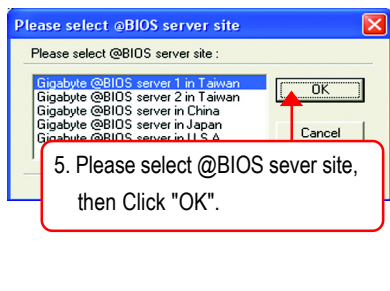 Please select @BIOS server site
Please select @BIOS server site :
Gigabyte @BIOS server 1 in Taiwan
Gigabyte @BIOS server 2 in Taiwan
Gigabyte @BIOS server in China
Gigabyte @BIOS server in Japan
Gigabyte @BIOS server in U.S.A.
OK
Cancel
5. Please select @BIOS sever site,
then Click "OK".